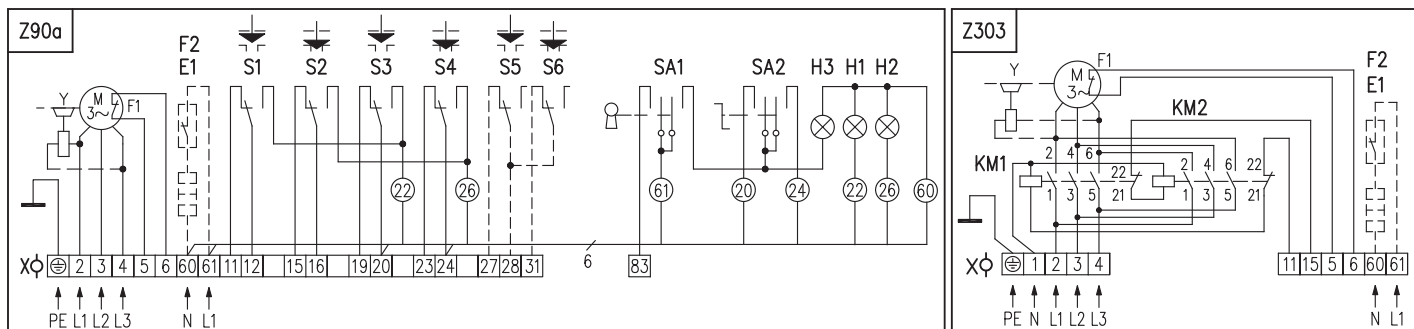 Z90a
F2
E1 S1 S2 S3 S4 S5 S6 SA1 SA2 H3 H1 H2
Y M 3~ F1
22 26 61 20 24 22 26 60
6
X 2 3 4 5 6 60 61 11 12 15 16 19 20 23 24 27 28 31 83
PE L1 L2 L3 N L1
Z303
Y M 3~ F1 F2
E1
KM2
KM1 2 4 6 22 2 4 6 22
1 3 5 21 1 3 5 21
X 1 2 3 4 11 15 5 6 60 61
PE N L1 L2 L3 N L1